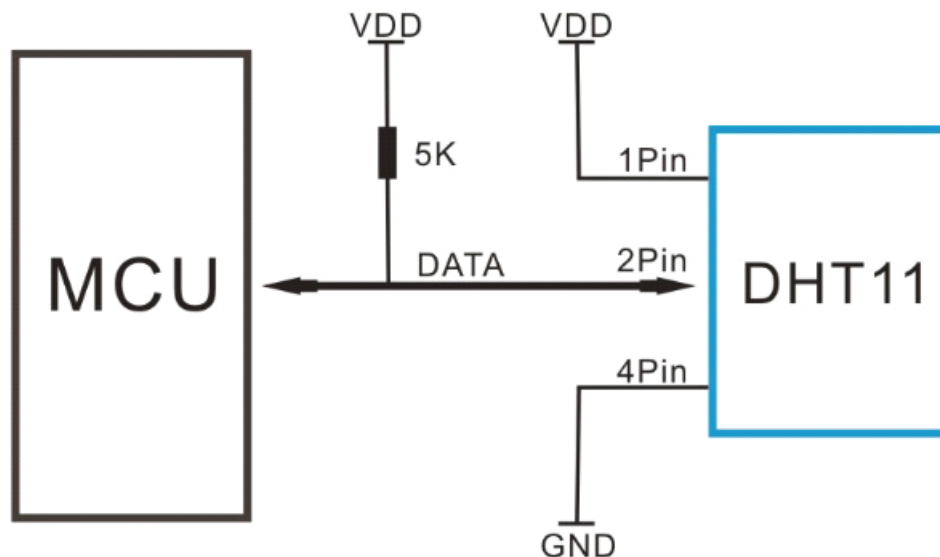 VDD
VDD
5K
1Pin
MCU
DATA
2Pin
DHT11
4Pin
GND